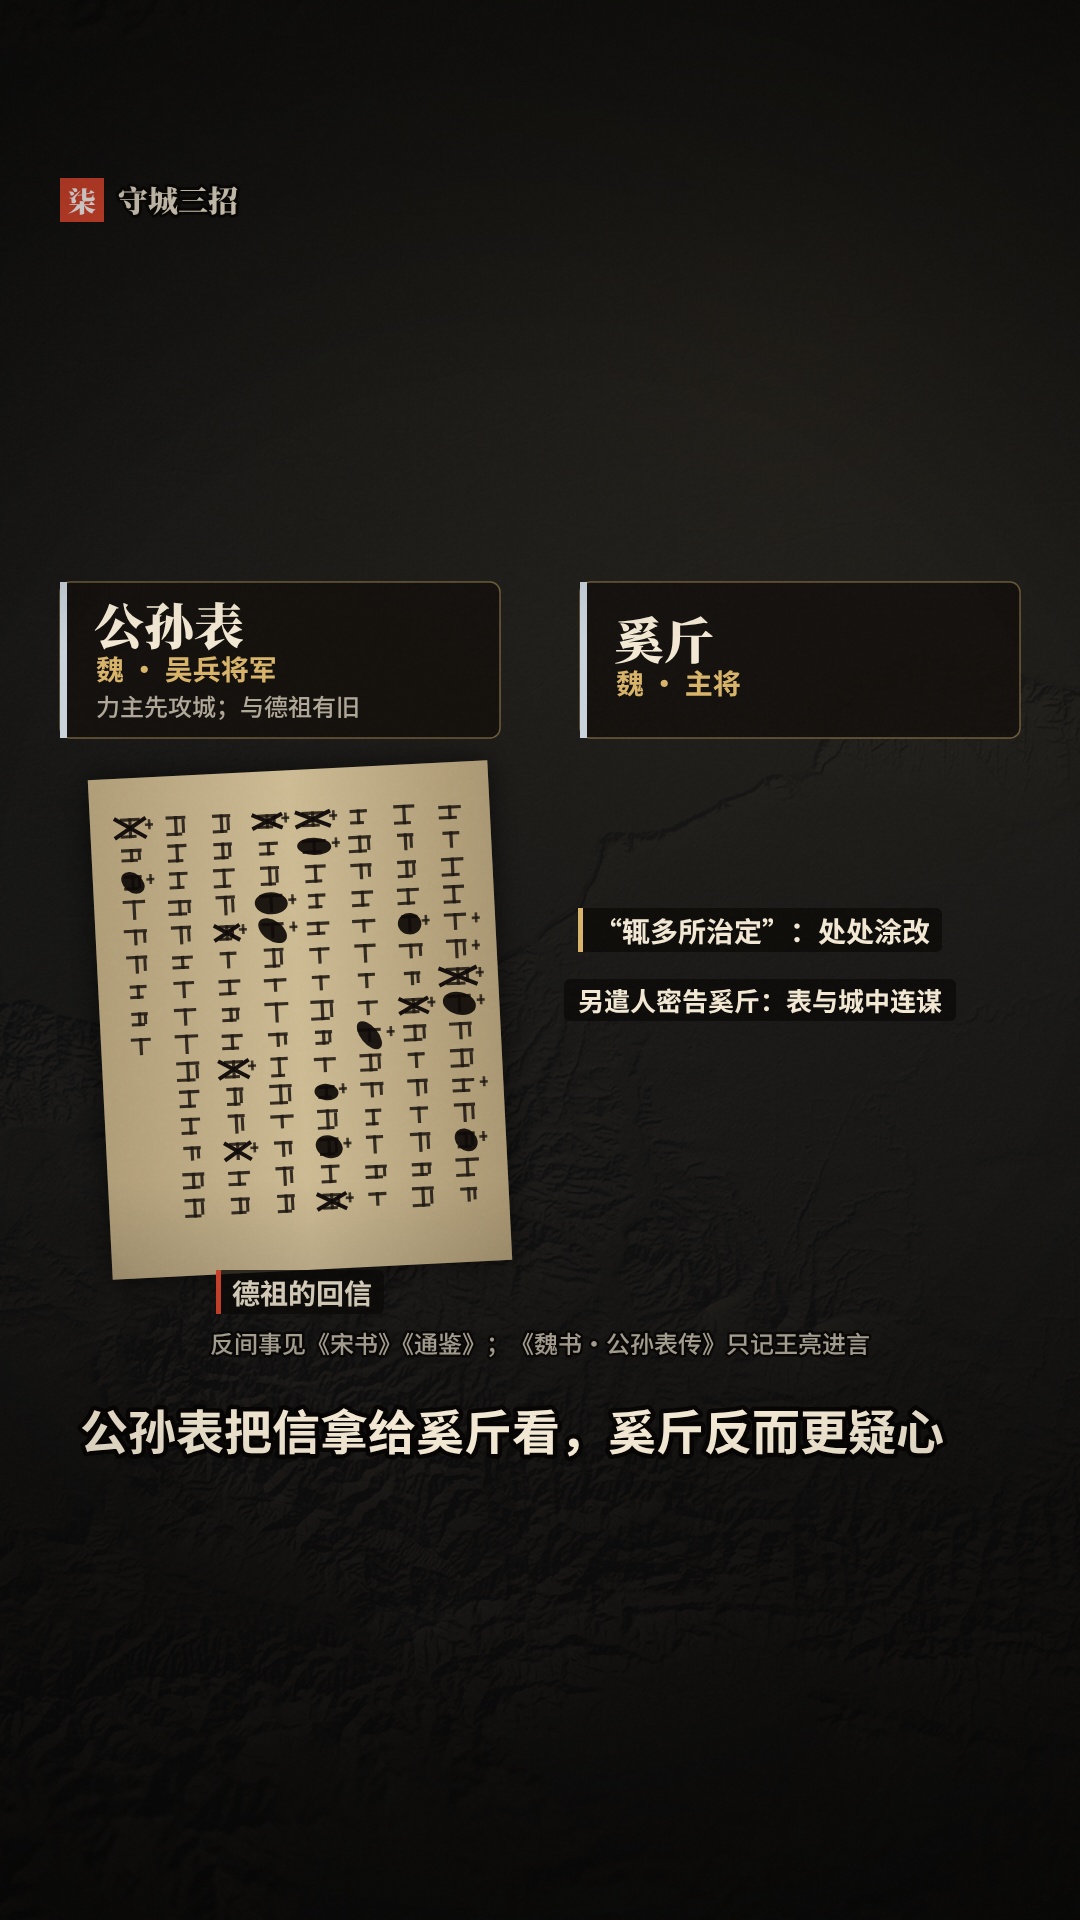 柒 守城三招
公孙表
魏·吴兵将军
力主先攻城；与德祖有旧
奚斤
魏·主将
“辄多所治定”：处处涂改
另遣人密告奚斤：表与城中连谋
德祖的回信
反间事见《宋书》《通鉴》；《魏书·公孙表传》只记王亮进言
公孙表把信拿给奚斤看，奚斤反而更疑心